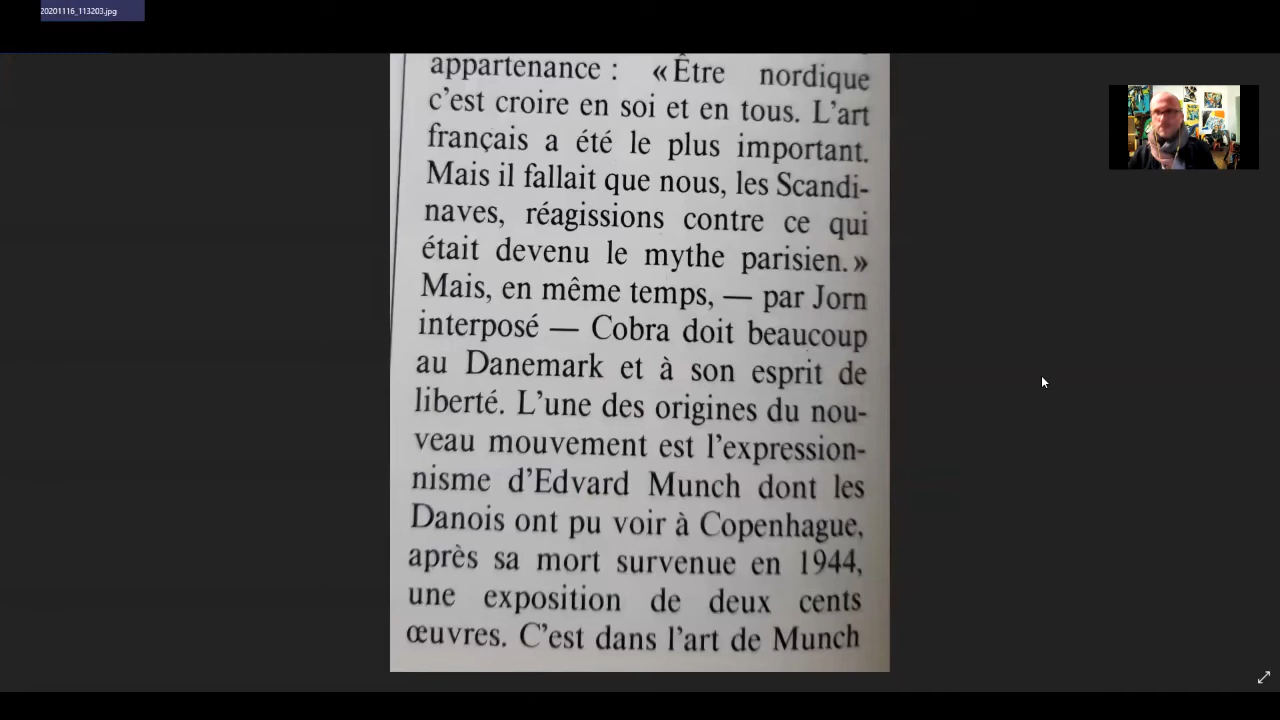 20201116_113203.jpg
appartenance : «Être nordique
c'est croire en soi et en tous. L'art
français a été le plus important.
Mais il fallait que nous, les Scandi-
naves, réagissions contre ce qui
était devenu le mythe parisien.»
Mais, en même temps, — par Jorn
interposé — Cobra doit beaucoup
au Danemark et à son esprit de
liberté. L'une des origines du nou-
veau mouvement est l'expression-
nisme d'Edvard Munch dont les
Danois ont pu voir à Copenhague,
après sa mort survenue en 1944,
une exposition de deux cents
œuvres. C'est dans l'art de Munch